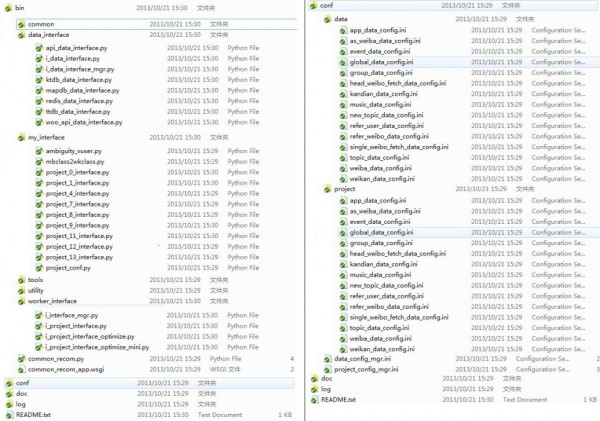 bin 2013/10/21 15:30 文件夹
common 2013/10/21 15:30 文件夹
data_interface 2013/10/21 15:30 文件夹
api_data_interface.py 2013/10/21 15:30 Python File
i_data_interface.py 2013/10/21 15:30 Python File
i_data_interface_mgr.py 2013/10/21 15:30 Python File
ktdb_data_interface.py 2013/10/21 15:30 Python File
mapdb_data_interface.py 2013/10/21 15:30 Python File
redis_data_interface.py 2013/10/21 15:30 Python File
ttdb_data_interface.py 2013/10/21 15:30 Python File
woo_api_data_interface.py 2013/10/21 15:30 Python File
my_interface 2013/10/21 15:30 文件夹
ambiguity_vuser.py 2013/10/21 15:29 Python File
mbclass2wkclass.py 2013/10/21 15:29 Python File
project_0_interface.py 2013/10/21 15:30 Python File
project_1_interface.py 2013/10/21 15:30 Python File
project_4_interface.py 2013/10/21 15:29 Python File
project_7_interface.py 2013/10/21 15:29 Python File
project_8_interface.py 2013/10/21 15:29 Python File
project_9_interface.py 2013/10/21 15:29 Python File
project_11_interface.py 2013/10/21 15:30 Python File
project_12_interface.py 2013/10/21 15:29 Python File
project_13_interface.py 2013/10/21 15:29 Python File
project_conf.py 2013/10/21 15:30 Python File
tools 2013/10/21 15:29 文件夹
utility 2013/10/21 15:29 文件夹
worker_interface 2013/10/21 15:30 文件夹
i_interface_mgr.py 2013/10/21 15:30 Python File
i_project_interface.py 2013/10/21 15:30 Python File
i_project_interface_optimize.py 2013/10/21 15:30 Python File
i_project_interface_optimize_mini.py 2013/10/21 15:30 Python File
common_recom.py 2013/10/21 15:29 Python File 4
common_recom_app.wsgi 2013/10/21 15:29 WSGI 文件 2
conf 2013/10/21 15:29 文件夹
doc 2013/10/21 15:29 文件夹
log 2013/10/21 15:29 文件夹
README.txt 2013/10/21 15:30 Text Document 1 KB
conf 2013/10/21 15:29 文件夹
data 2013/10/21 15:29 文件夹
app_data_config.ini 2013/10/21 15:29 Configuration Se...
as_weiba_data_config.ini 2013/10/21 15:29 Configuration Se...
event_data_config.ini 2013/10/21 15:29 Configuration Se...
global_data_config.ini 2013/10/21 15:29 Configuration Se...
group_data_config.ini 2013/10/21 15:29 Configuration Se...
head_weibo_fetch_data_config.ini 2013/10/21 15:29 Configuration Se...
kandian_data_config.ini 2013/10/21 15:29 Configuration Se...
music_data_config.ini 2013/10/21 15:29 Configuration Se...
new_topic_data_config.ini 2013/10/21 15:29 Configuration Se...
refer_user_data_config.ini 2013/10/21 15:29 Configuration Se...
refer_weibo_data_config.ini 2013/10/21 15:29 Configuration Se...
single_weibo_fetch_data_config.ini 2013/10/21 15:29 Configuration Se...
topic_data_config.ini 2013/10/21 15:29 Configuration Se...
weiba_data_config.ini 2013/10/21 15:29 Configuration Se...
weikan_data_config.ini 2013/10/21 15:29 Configuration Se...
project 2013/10/21 15:29 文件夹
app_data_config.ini 2013/10/21 15:29 Configuration Se...
as_weiba_data_config.ini 2013/10/21 15:29 Configuration Se...
event_data_config.ini 2013/10/21 15:29 Configuration Se...
global_data_config.ini 2013/10/21 15:29 Configuration Se...
group_data_config.ini 2013/10/21 15:29 Configuration Se...
head_weibo_fetch_data_config.ini 2013/10/21 15:29 Configuration Se...
kandian_data_config.ini 2013/10/21 15:29 Configuration Se...
music_data_config.ini 2013/10/21 15:29 Configuration Se...
new_topic_data_config.ini 2013/10/21 15:29 Configuration Se...
refer_user_data_config.ini 2013/10/21 15:29 Configuration Se...
refer_weibo_data_config.ini 2013/10/21 15:29 Configuration Se...
single_fetch_data_config.ini 2013/10/21 15:29 Configuration Se...
topic_data_config.ini 2013/10/21 15:29 Configuration Se...
weiba_data_config.ini 2013/10/21 15:29 Configuration Se...
weikan_data_config.ini 2013/10/21 15:29 Configuration Se...
data_config_mgr.ini 2013/10/21 15:29 Configuration Se... 2
project_config_mgr.ini 2013/10/21 15:29 Configuration Se... 3
doc 2013/10/21 15:29 文件夹
log 2013/10/21 15:29 文件夹
README.txt 2013/10/21 15:30 Text Document 1 KB